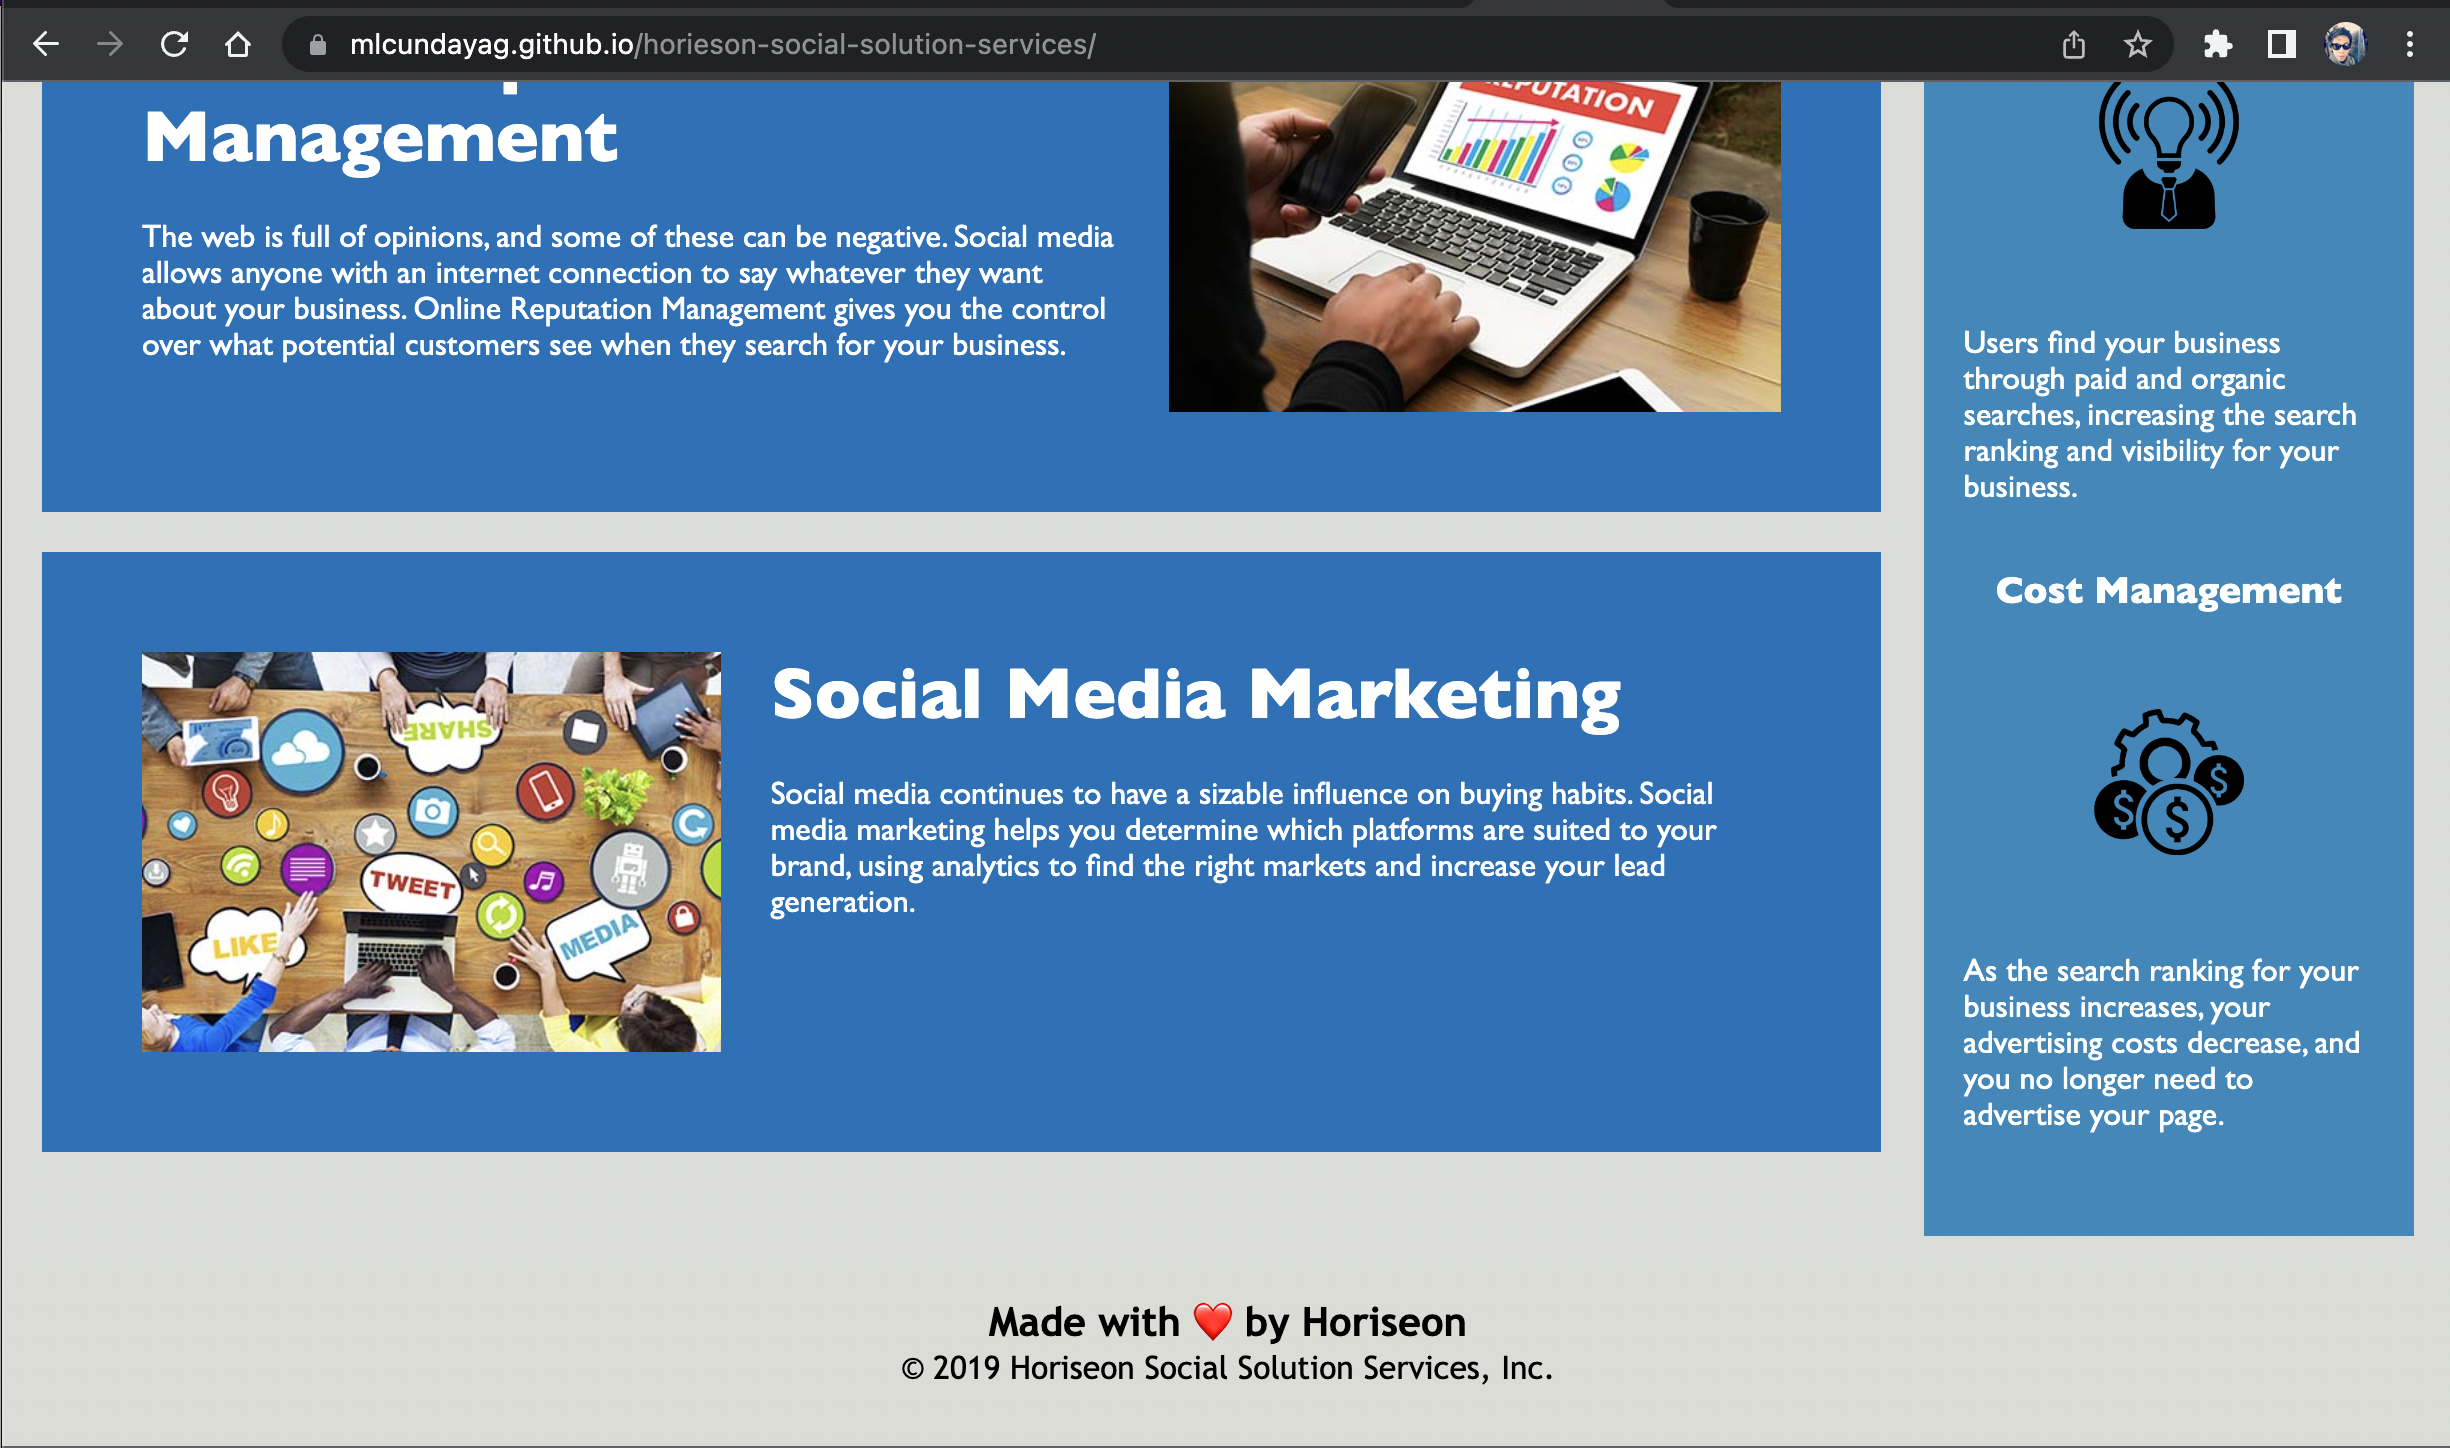 mlcundayag.github.io/horieson-social-solution-services/
Management
The web is full of opinions, and some of these can be negative. Social media
allows anyone with an internet connection to say whatever they want
about your business. Online Reputation Management gives you the control
over what potential customers see when they search for your business.
REPUTATION
Users find your business
through paid and organic
searches, increasing the search
ranking and visibility for your
business.
Cost Management
$
$
$
As the search ranking for your
business increases, your
advertising costs decrease, and
you no longer need to
advertise your page.
SHARE
TWEET
LIKE
MEDIA
Social Media Marketing
Social media continues to have a sizable influence on buying habits. Social
media marketing helps you determine which platforms are suited to your
brand, using analytics to find the right markets and increase your lead
generation.
Made with ❤️ by Horiseon
© 2019 Horiseon Social Solution Services, Inc.